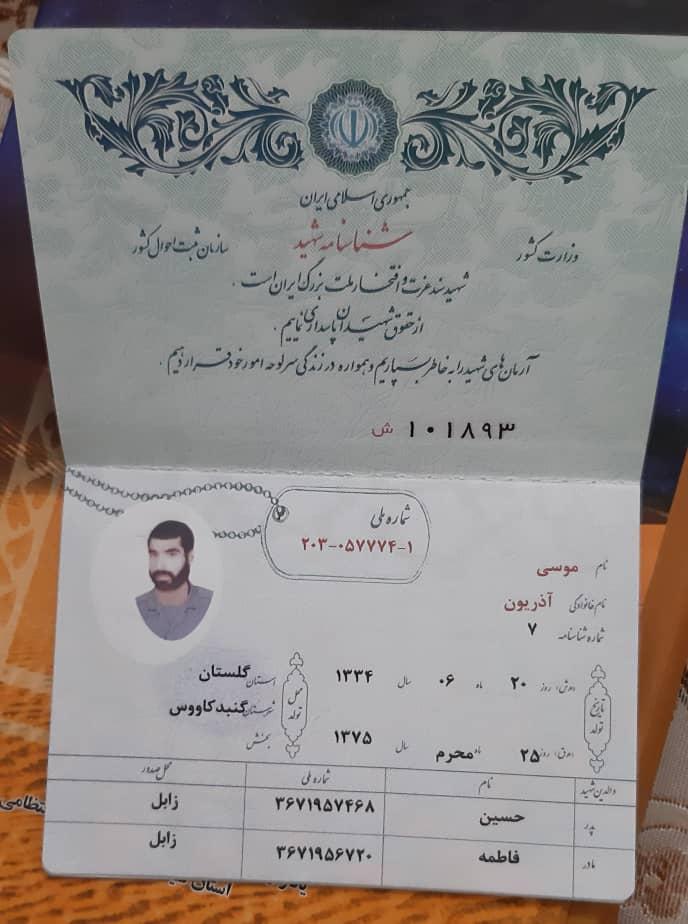 جمهوری اسلامی ایران
وزارت کشور
شناسنامه شهید
سازمان ثبت احوال کشور
شهید سند عزت و افتخار ملت بزرگ ایران است .
از حقوق شهیدان پاسداری نماییم .
آرمان‌های شهید را به خاطر بسپاریم و همواره در زندگی سرلوحه امور خود قرار دهیم .
۱۰۱۸۹۳ ش
شماره ملی
۲۰۳-۰۵۷۷۷۴-۱
نام موسی
نام خانوادگی آذریون
شماره شناسنامه ۷
تاریخ تولد
(ه‍.ش) روز ۲۰ ماه ۰۶ سال ۱۳۳۴
(ه‍.ق) روز ۲۵ ماه محرم سال ۱۳۷۵
محل تولد
استان گلستان
شهرستان گنبدکاووس
بخش
والدین شهید نام شماره ملی محل صدور
پدر حسین ۳۶۷۱۹۵۷۴۶۸ زابل
مادر فاطمه ۳۶۷۱۹۵۶۷۲۰ زابل
انتظامی
استان